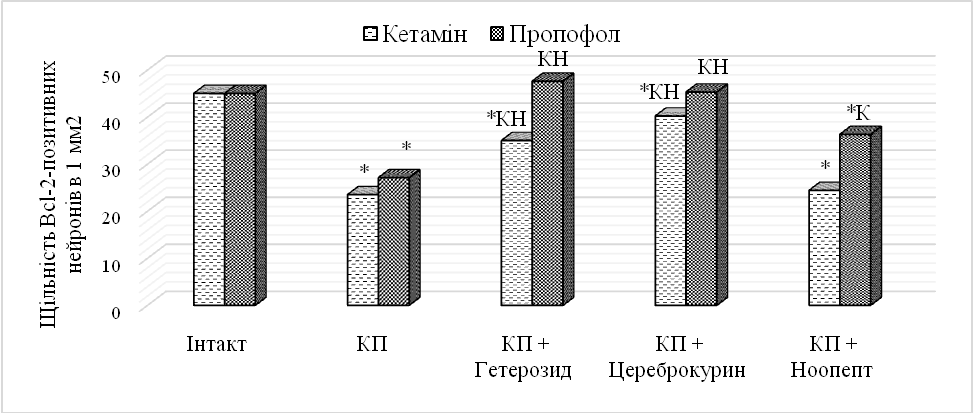 Кетамін Пропофол
Щільність Bcl-2-позитивних
нейронів в 1 мм2
50
40
30
20
10
0
*
*
*КН
КН
*КН
КН
*
*К
Інтакт
КП
КП +
Гетерозид
КП +
Цереброкурин
КП +
Ноопепт